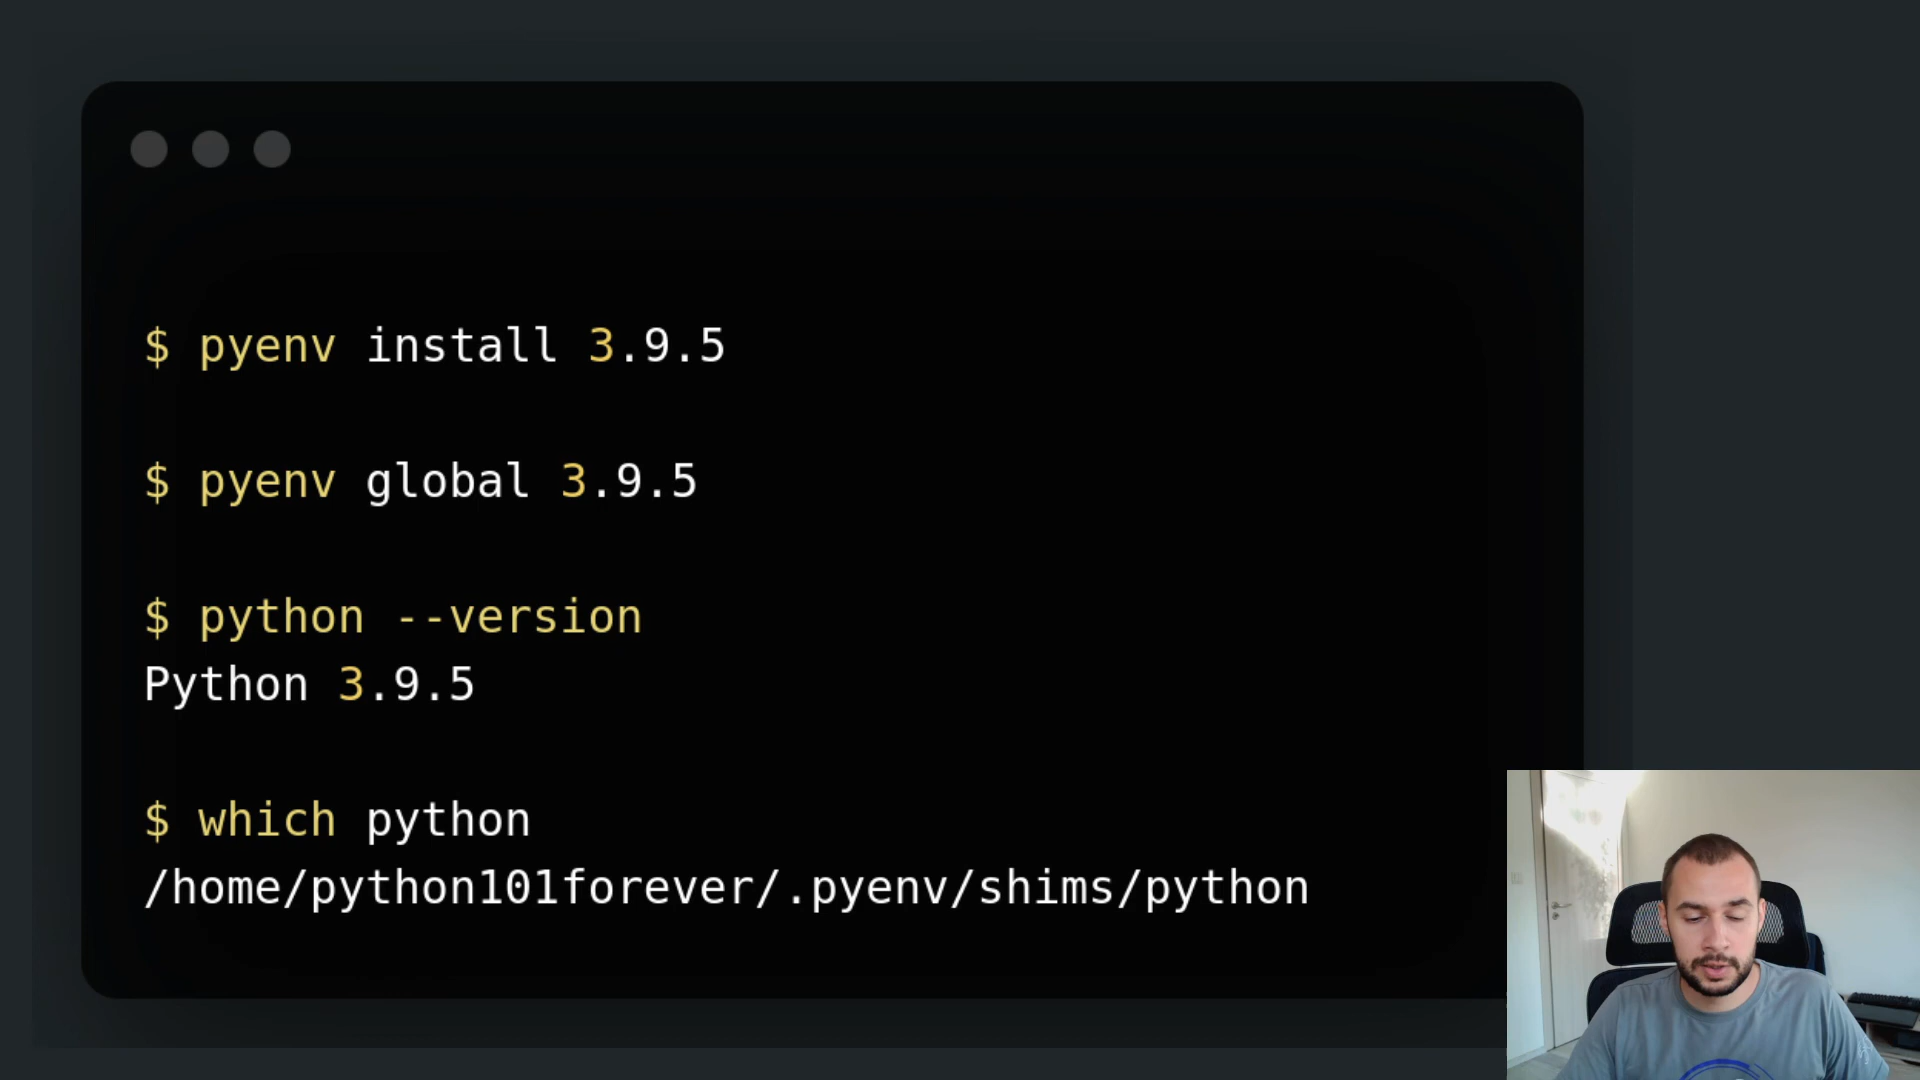 $ pyenv install 3.9.5
$ pyenv global 3.9.5
$ python --version
Python 3.9.5
$ which python
/home/python101forever/.pyenv/shims/python